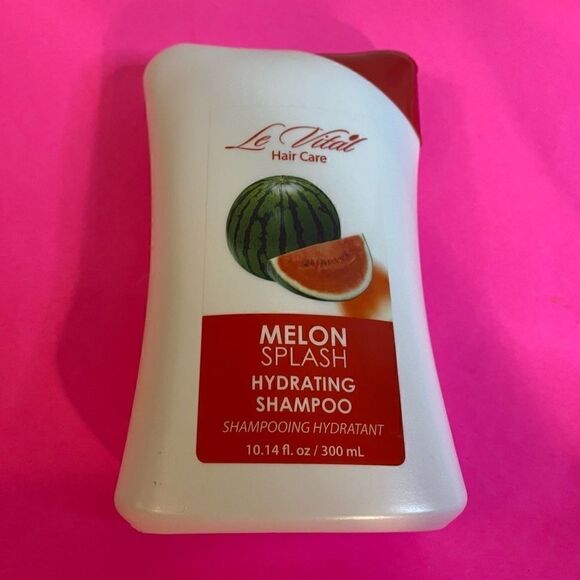 Le Vital
Hair Care
MELON
SPLASH
HYDRATING
SHAMPOO
SHAMPOOING HYDRATANT
10.14 fl. oz / 300 mL